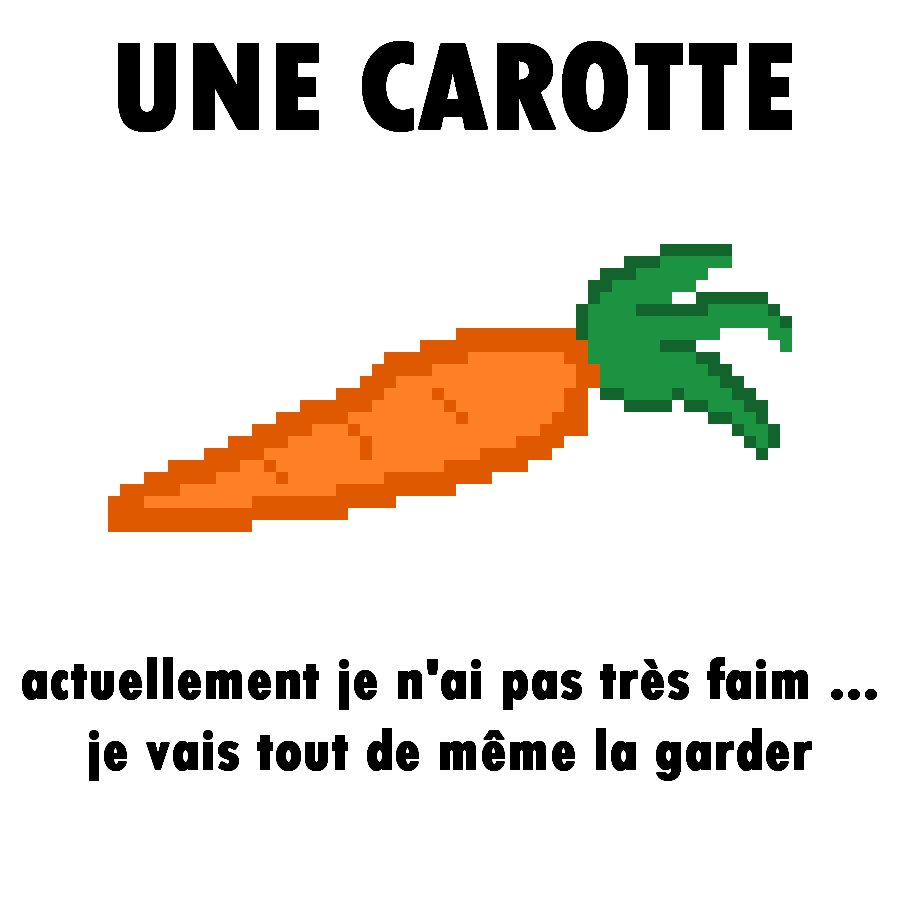 UNE CAROTTE
actuellement je n'ai pas très faim ...
je vais tout de même la garder